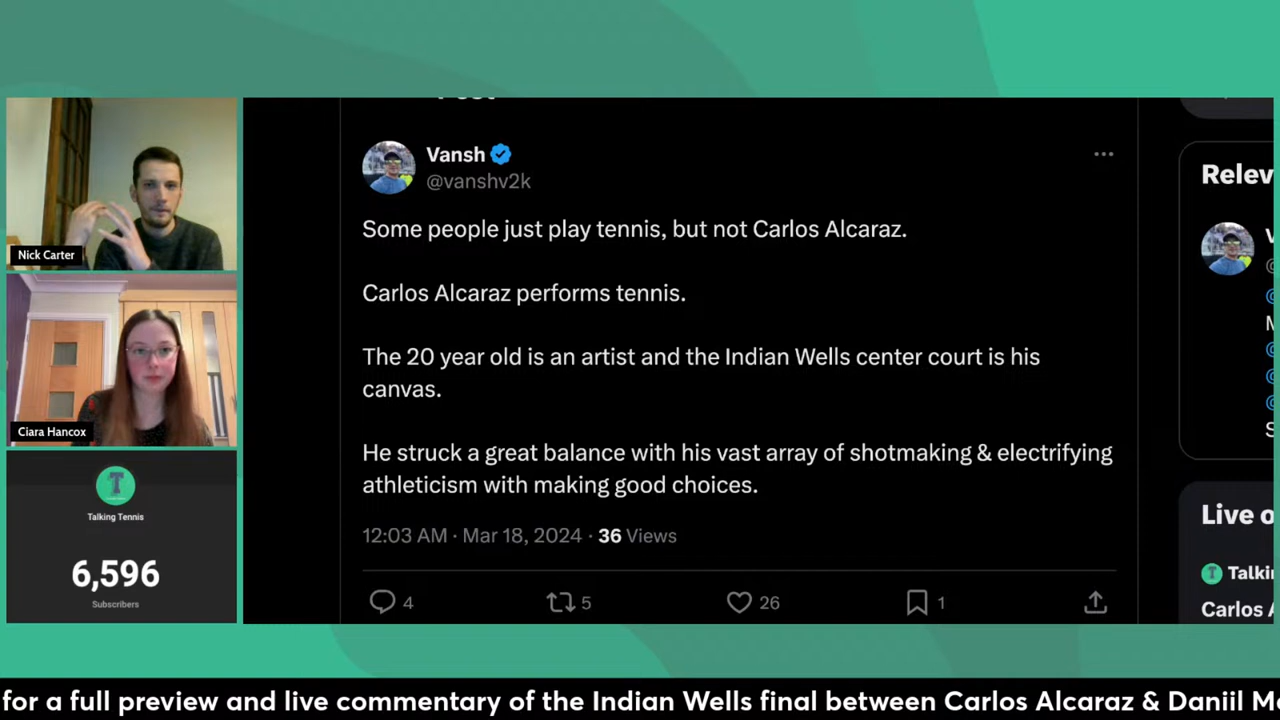 Nick Carter
Ciara Hancox
Talking Tennis
6,596
Subscribers
Vansh
@vanshv2k
Some people just play tennis, but not Carlos Alcaraz.
Carlos Alcaraz performs tennis.
The 20 year old is an artist and the Indian Wells center court is his
canvas.
He struck a great balance with his vast array of shotmaking & electrifying
athleticism with making good choices.
12:03 AM · Mar 18, 2024 · 36 Views
4
5
26
1
Relev
Live o
Talki
Carlos A
for a full preview and live commentary of the Indian Wells final between Carlos Alcaraz & Daniil M